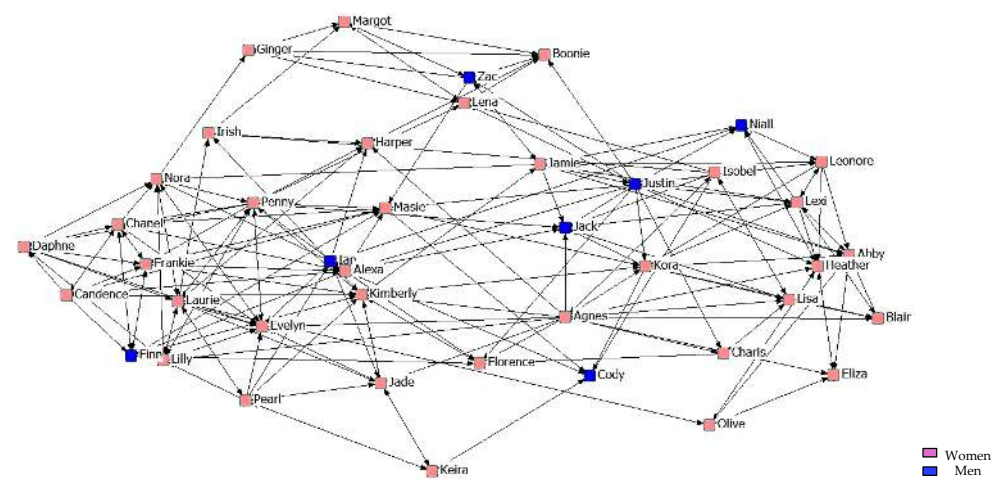 Margot
Ginger
Boonie
Zac
Lena
Niall
Irish
Harper
Jamie
Leonore
Isobel
Nora
Justin
Penny
Lexi
Masie
Chanel
Jack
Daphne
Abby
Frankie
Ian
Alexa
Kora
Heather
Candence
Laurie
Kimberly
Lisa
Agnes
Blair
Evelyn
Charis
Finn
Lilly
Florence
Cody
Eliza
Jade
Pearl
Olive
Keira
Women
Men